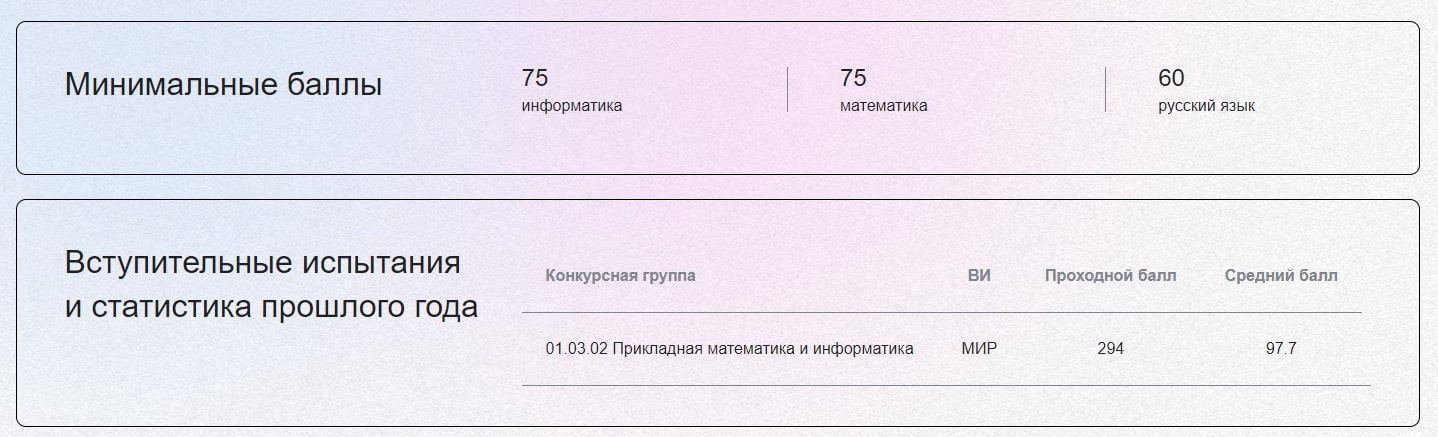 Минимальные баллы
75
информатика
75
математика
60
русский язык
Вступительные испытания
и статистика прошлого года
Конкурсная группа ВИ Проходной балл Средний балл
01.03.02 Прикладная математика и информатика МИР 294 97.7